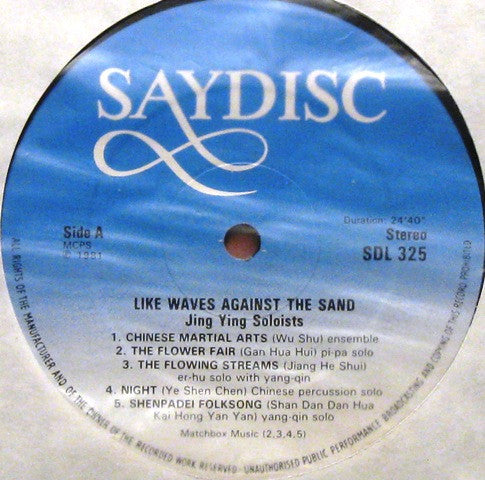 SAYDISC
Side A
MCPS
℗ 1981
Duration: 24'40"
Stereo
SDL 325
LIKE WAVES AGAINST THE SAND
Jing Ying Soloists
1. CHINESE MARTIAL ARTS (Wu Shu) ensemble
2. THE FLOWER FAIR (Gan Hua Hui) pi-pa solo
3. THE FLOWING STREAMS (Jiang He Shui)
er-hu solo with yang-qin
4. NIGHT (Ye Shen Chen) Chinese percussion solo
5. SHENPADEI FOLKSONG (Shan Dan Dan Hua
Kai Hong Yan Yan) yang-qin solo
Matchbox Music (2,3,4,5)
ALL RIGHTS OF THE MANUFACTURER AND OF THE OWNER OF THE RECORDED WORK RESERVED. UNAUTHORISED PUBLIC PERFORMANCE BROADCASTING AND COPYING OF THIS RECORD PROHIBITED